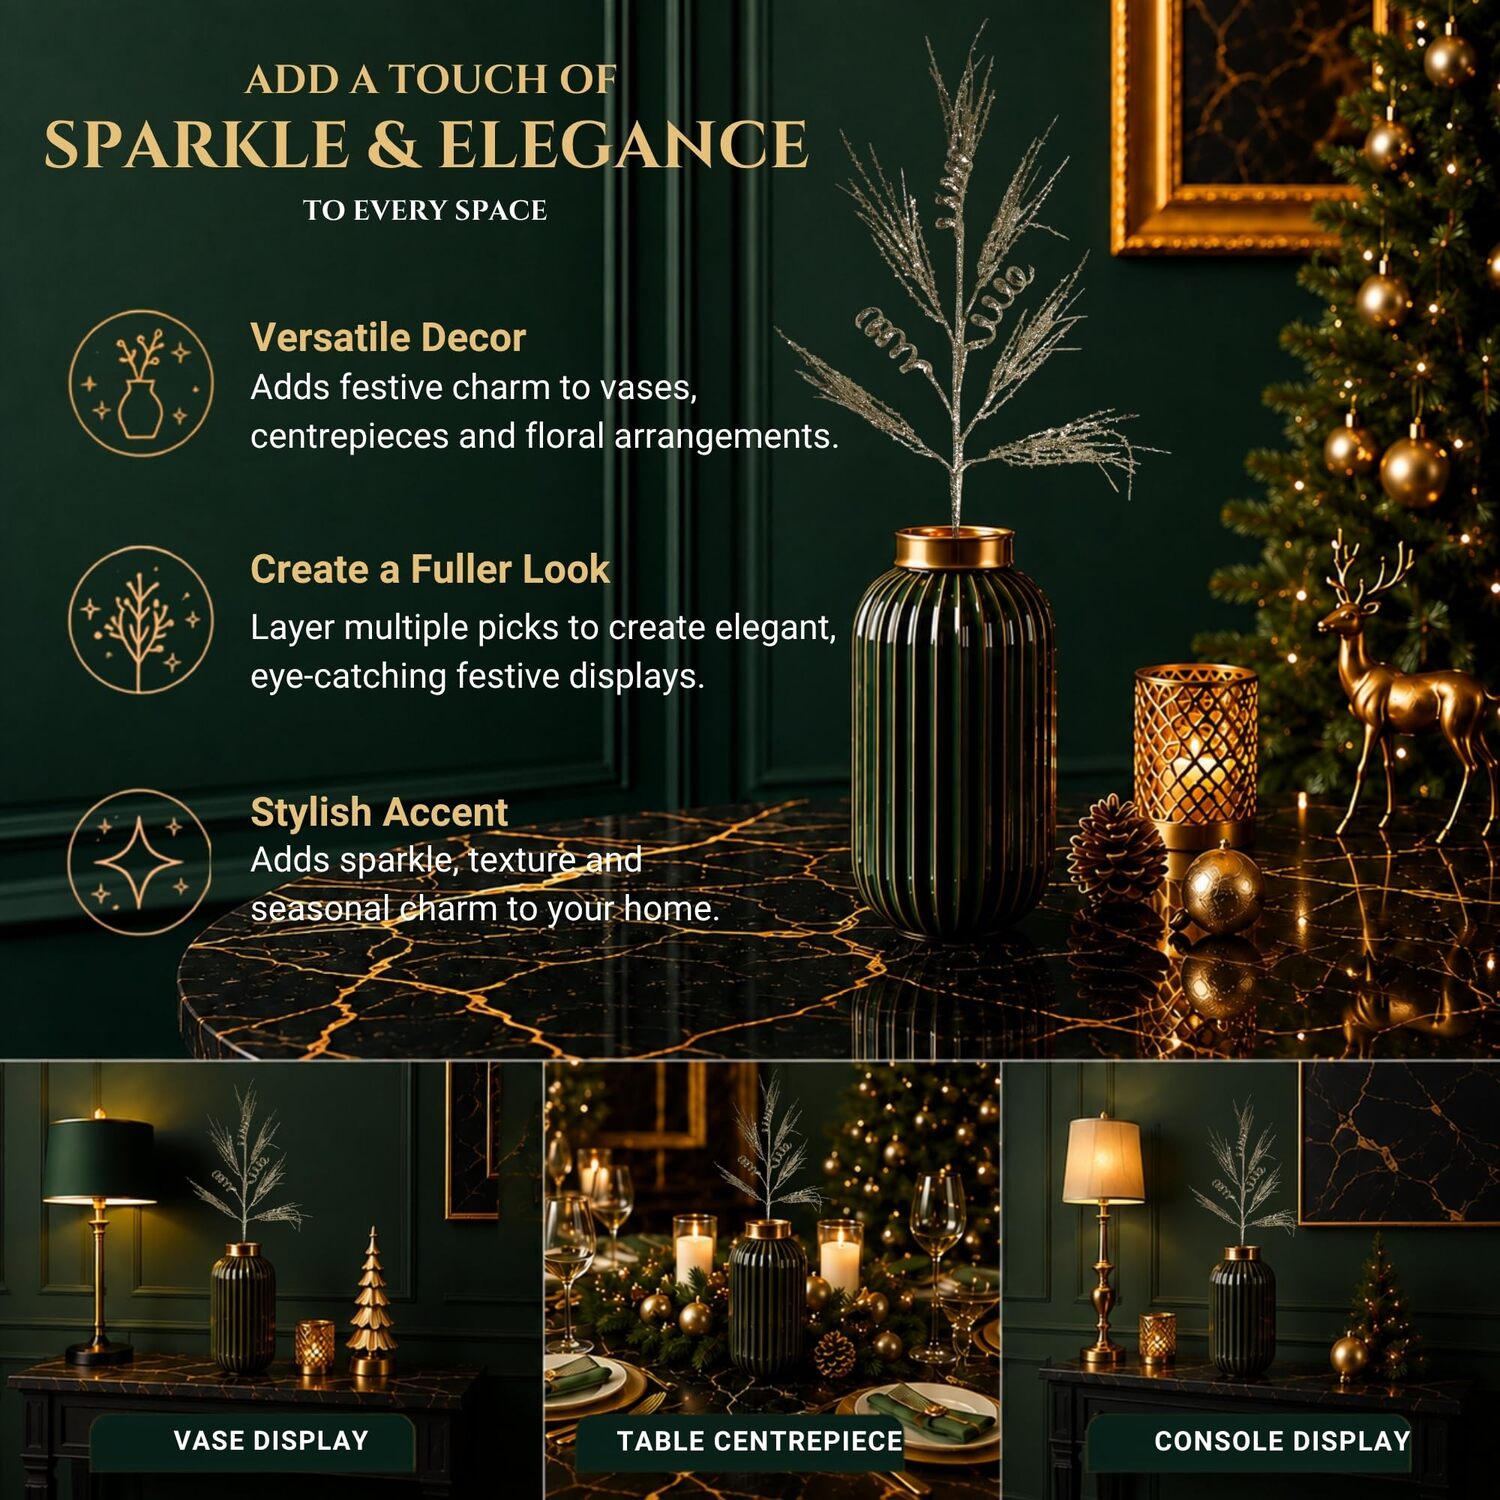 ADD A TOUCH OF
SPARKLE & ELEGANCE
TO EVERY SPACE
Versatile Decor
Adds festive charm to vases,
centrepieces and floral arrangements.
Create a Fuller Look
Layer multiple picks to create elegant,
eye-catching festive displays.
Stylish Accent
Adds sparkle, texture and
seasonal charm to your home.
VASE DISPLAY
TABLE CENTREPIECE
CONSOLE DISPLAY